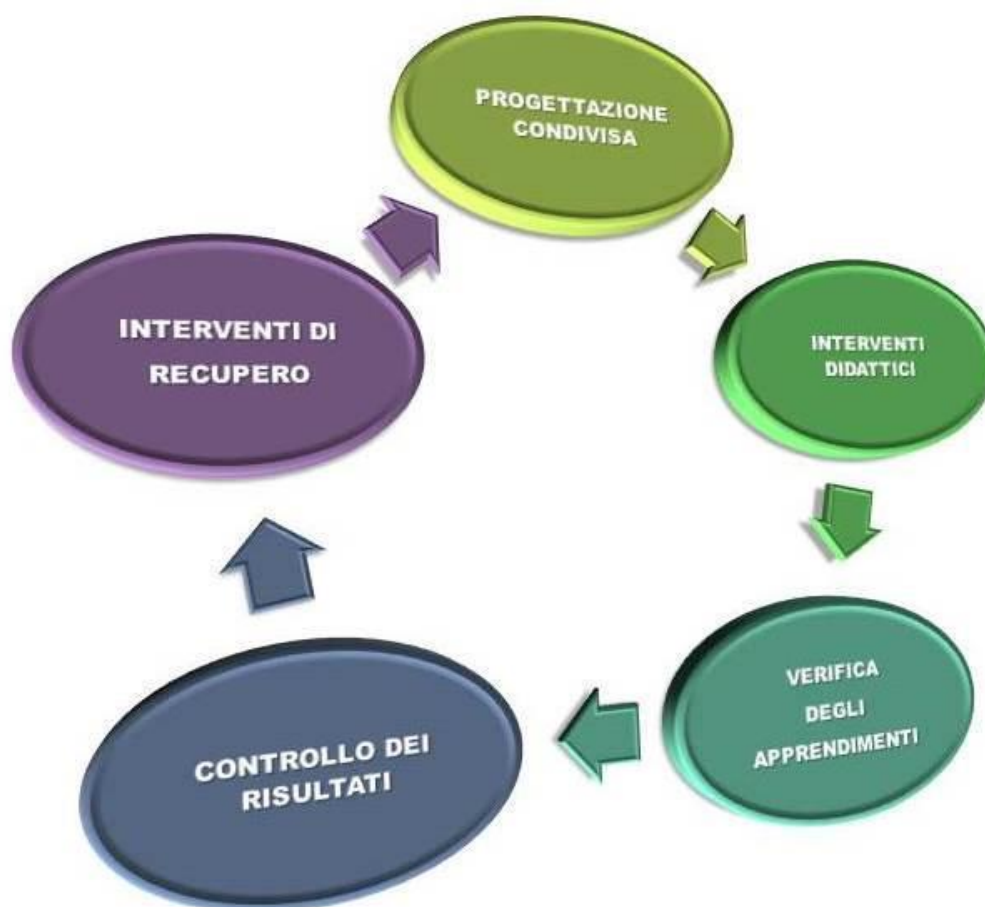 PROGETTAZIONE
CONDIVISA
INTERVENTI
DIDATTICI
VERIFICA
DEGLI
APPRENDIMENTI
CONTROLLO DEI
RISULTATI
INTERVENTI DI
RECUPERO